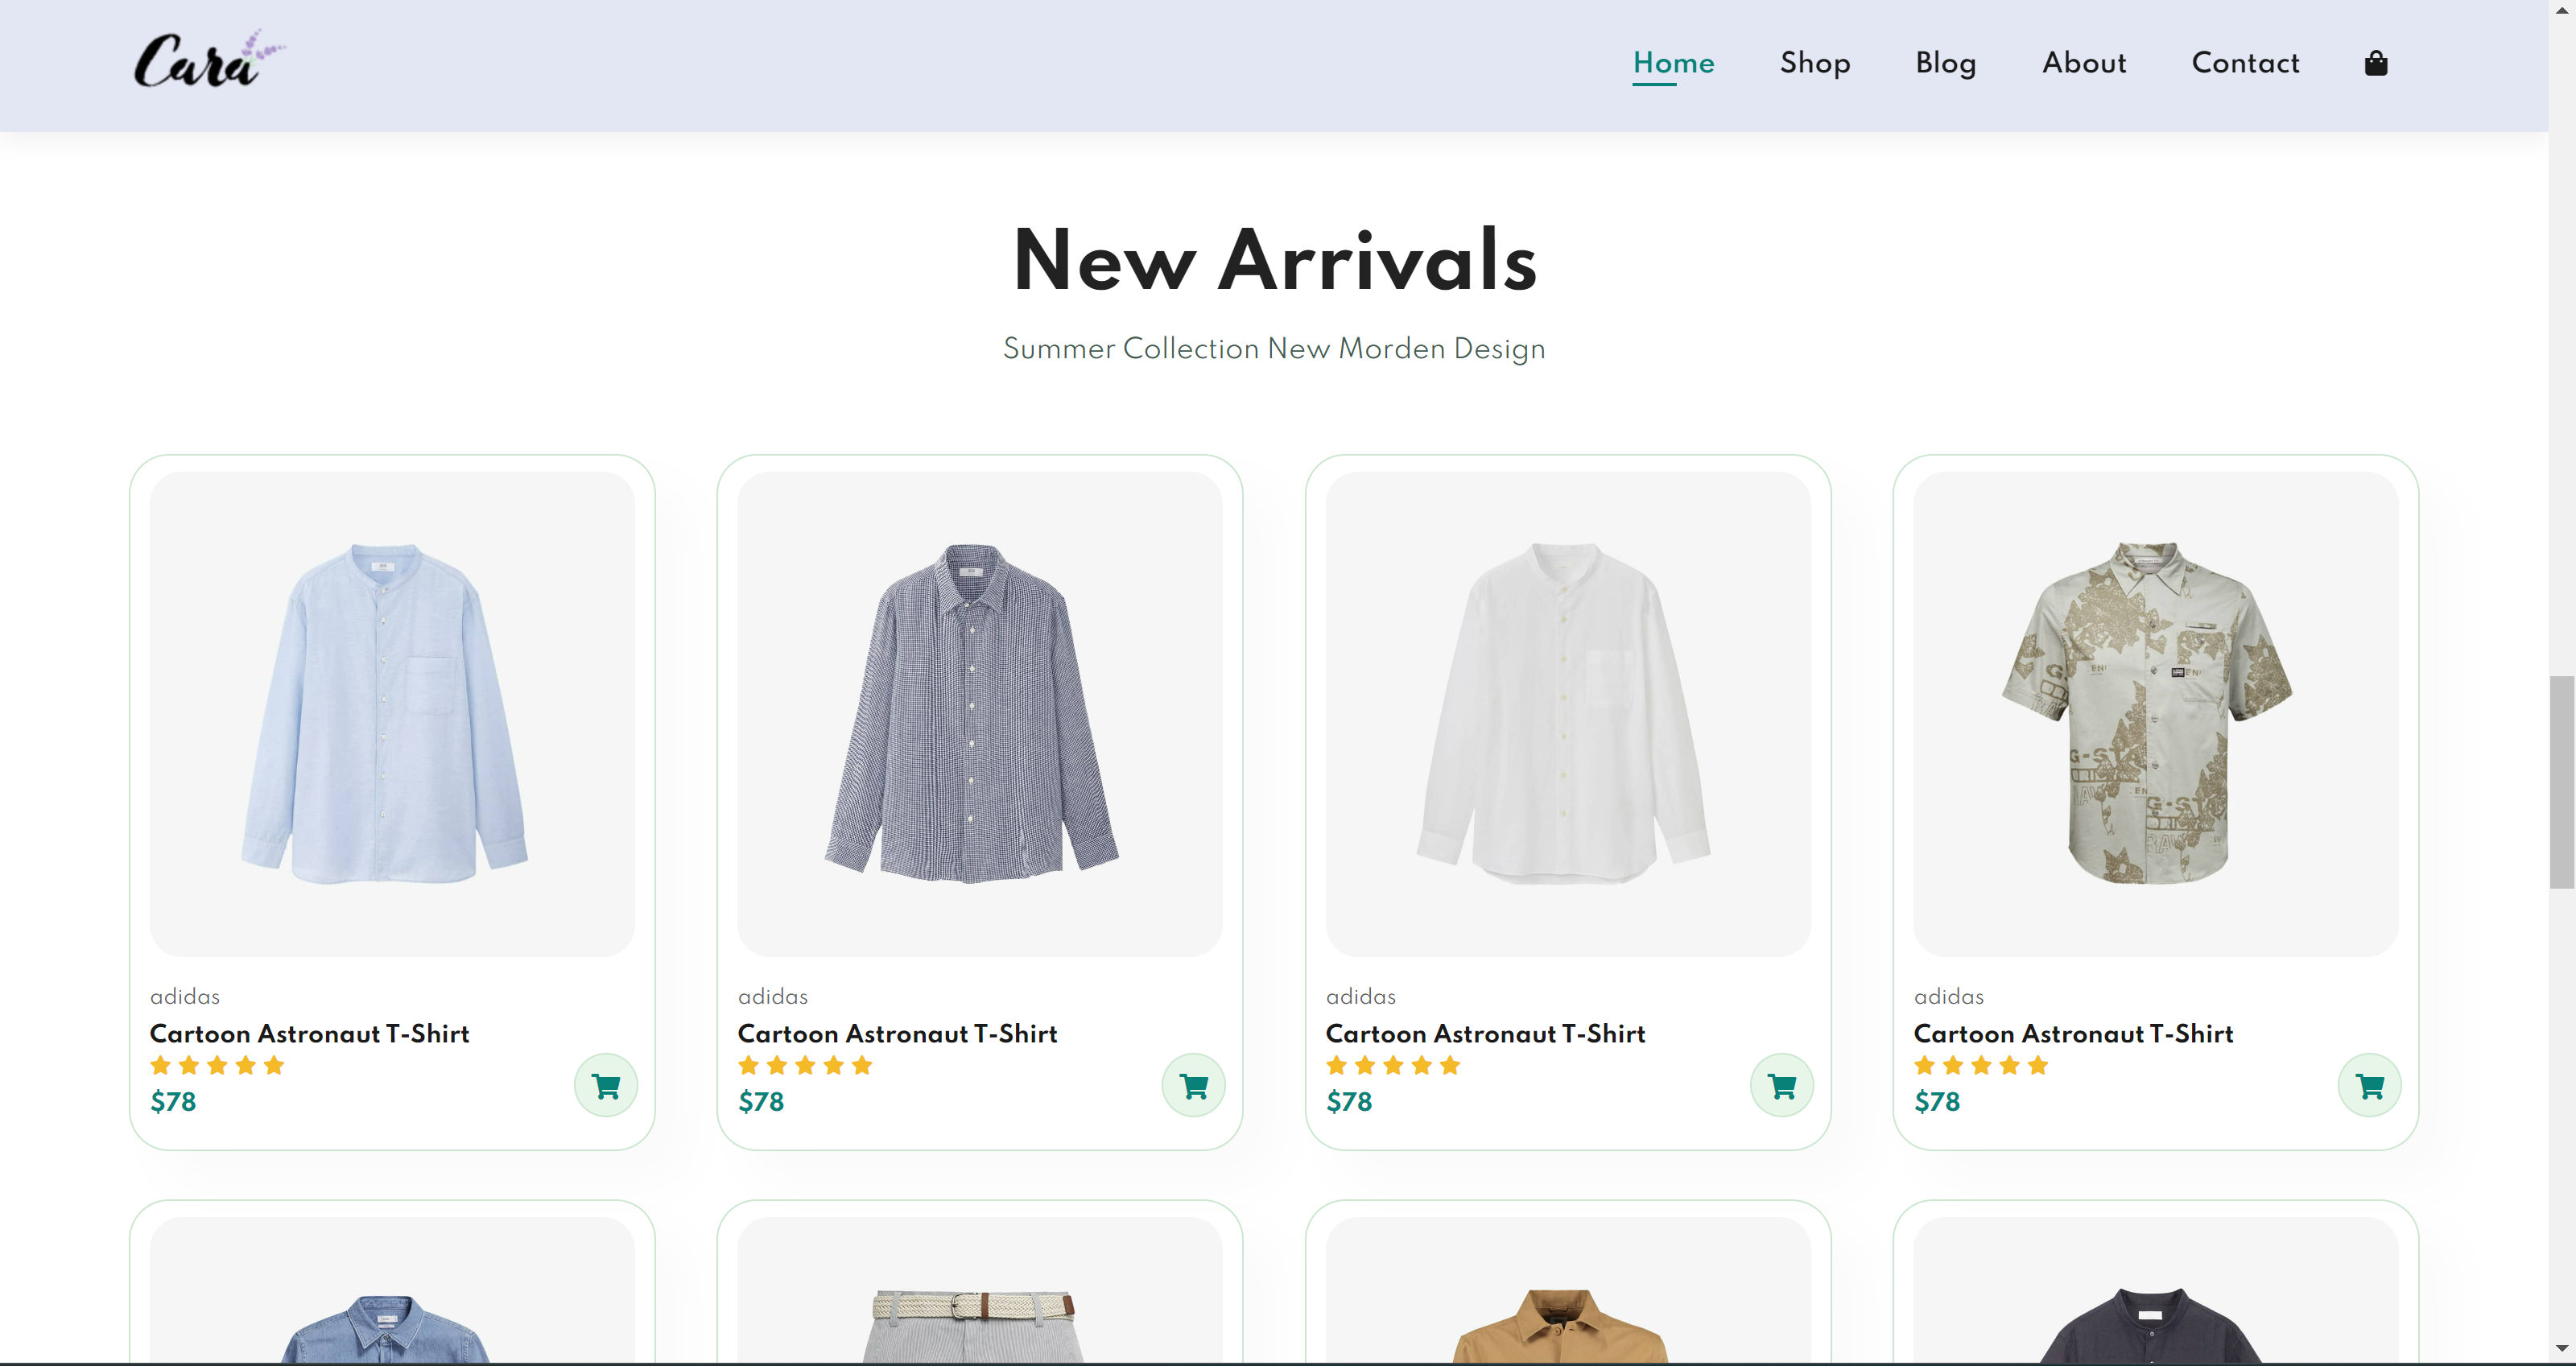 Cara
Home Shop Blog About Contact
New Arrivals
Summer Collection New Morden Design
adidas
Cartoon Astronaut T-Shirt
$78
adidas
Cartoon Astronaut T-Shirt
$78
adidas
Cartoon Astronaut T-Shirt
$78
adidas
Cartoon Astronaut T-Shirt
$78